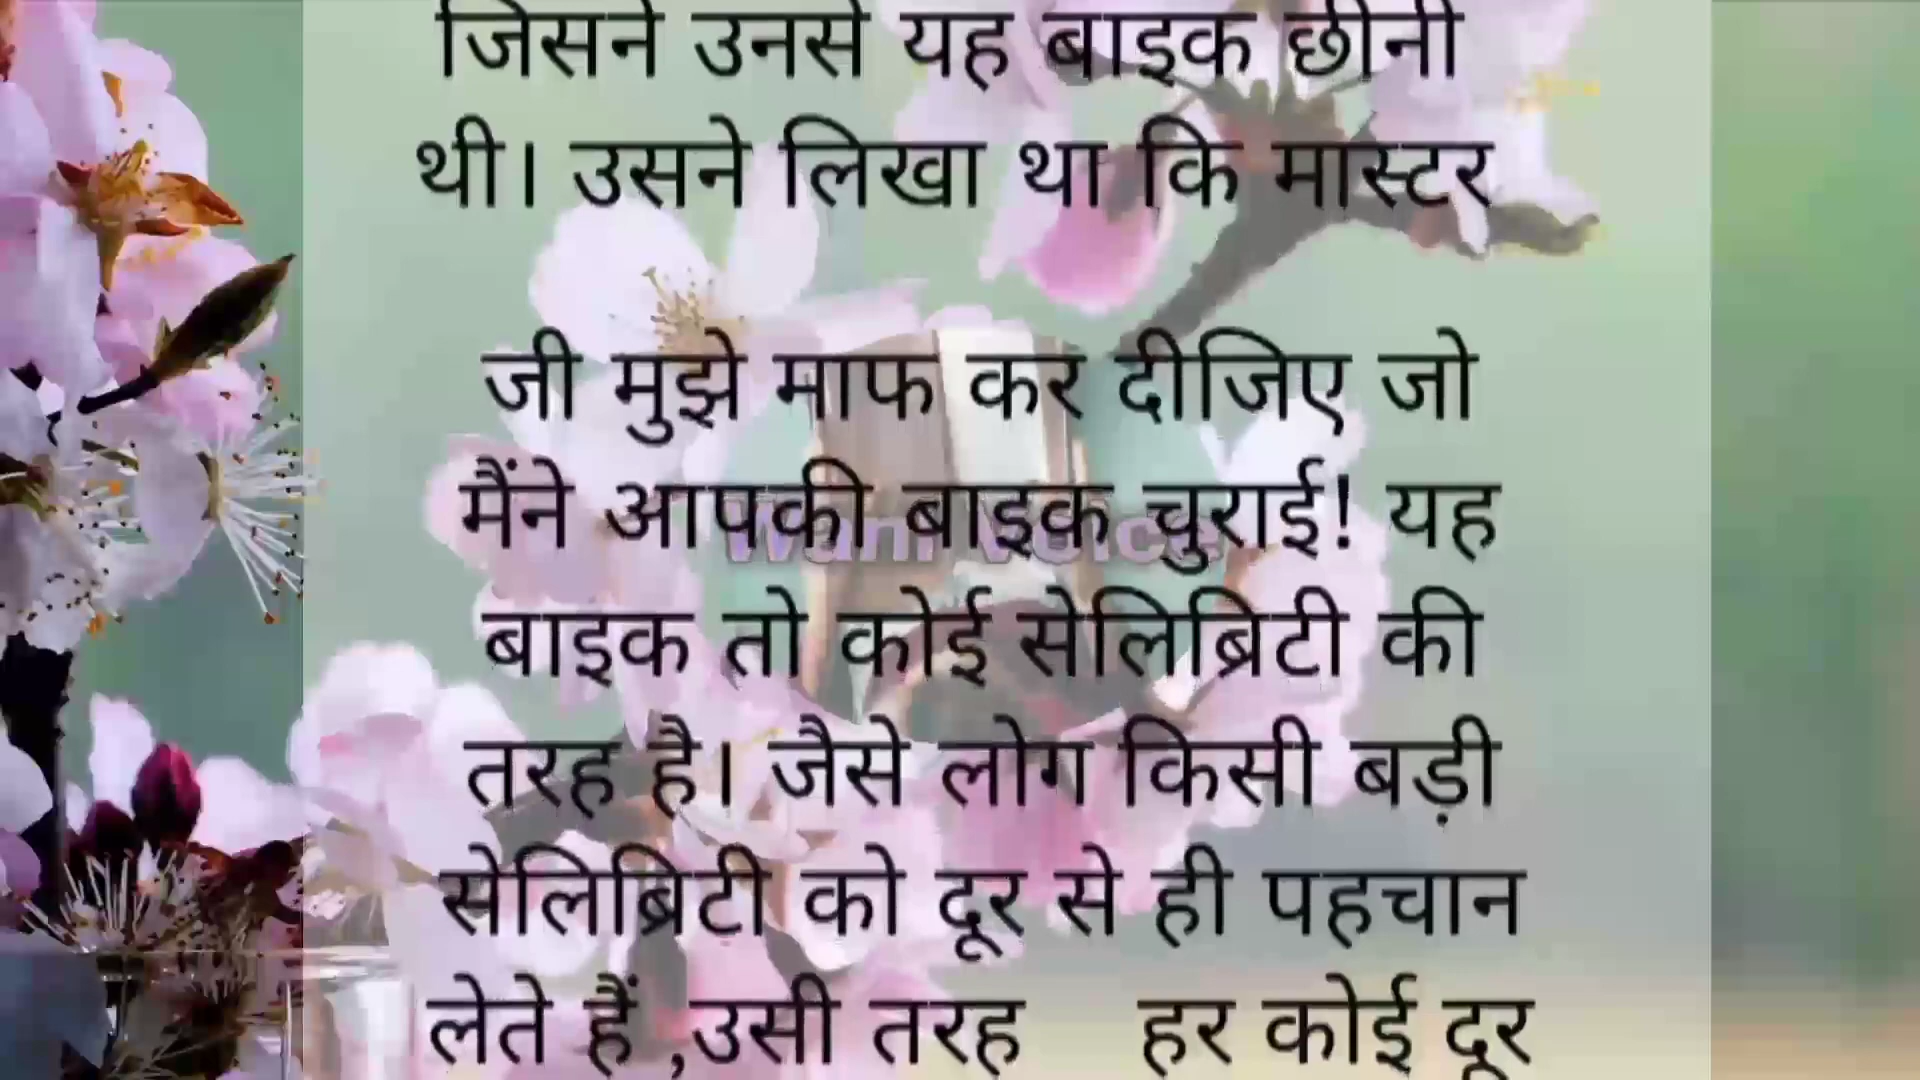 जिसने उनसे यह बाइक छीनी
थी। उसने लिखा था कि मास्टर
जी मुझे माफ कर दीजिए जो
मैंने आपकी बाइक चुराई! यह
बाइक तो कोई सेलिब्रिटी की
तरह है। जैसे लोग किसी बड़ी
सेलिब्रिटी को दूर से ही पहचान
लेते हैं ,उसी तरह हर कोई दूर